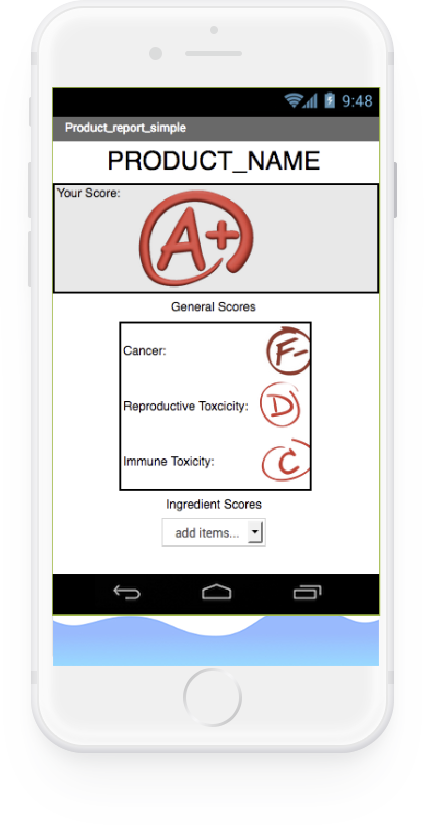 9:48
Product_report_simple
PRODUCT_NAME
Your Score:
A+
General Scores
Cancer:
F-
Reproductive Toxcicity:
D
Immune Toxicity:
C
Ingredient Scores
add items...